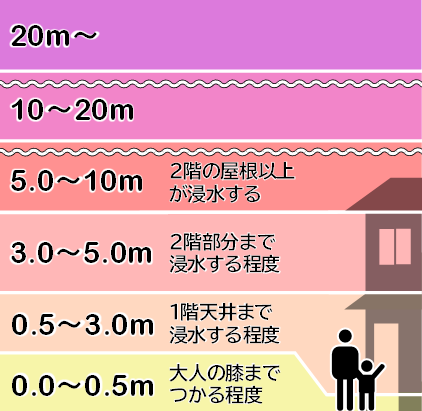 20m～
10～20m
5.0～10m
2階の屋根以上
が浸水する
3.0～5.0m
2階部分まで
浸水する程度
0.5～3.0m
1階天井まで
浸水する程度
0.0～0.5m
大人の膝まで
つかる程度